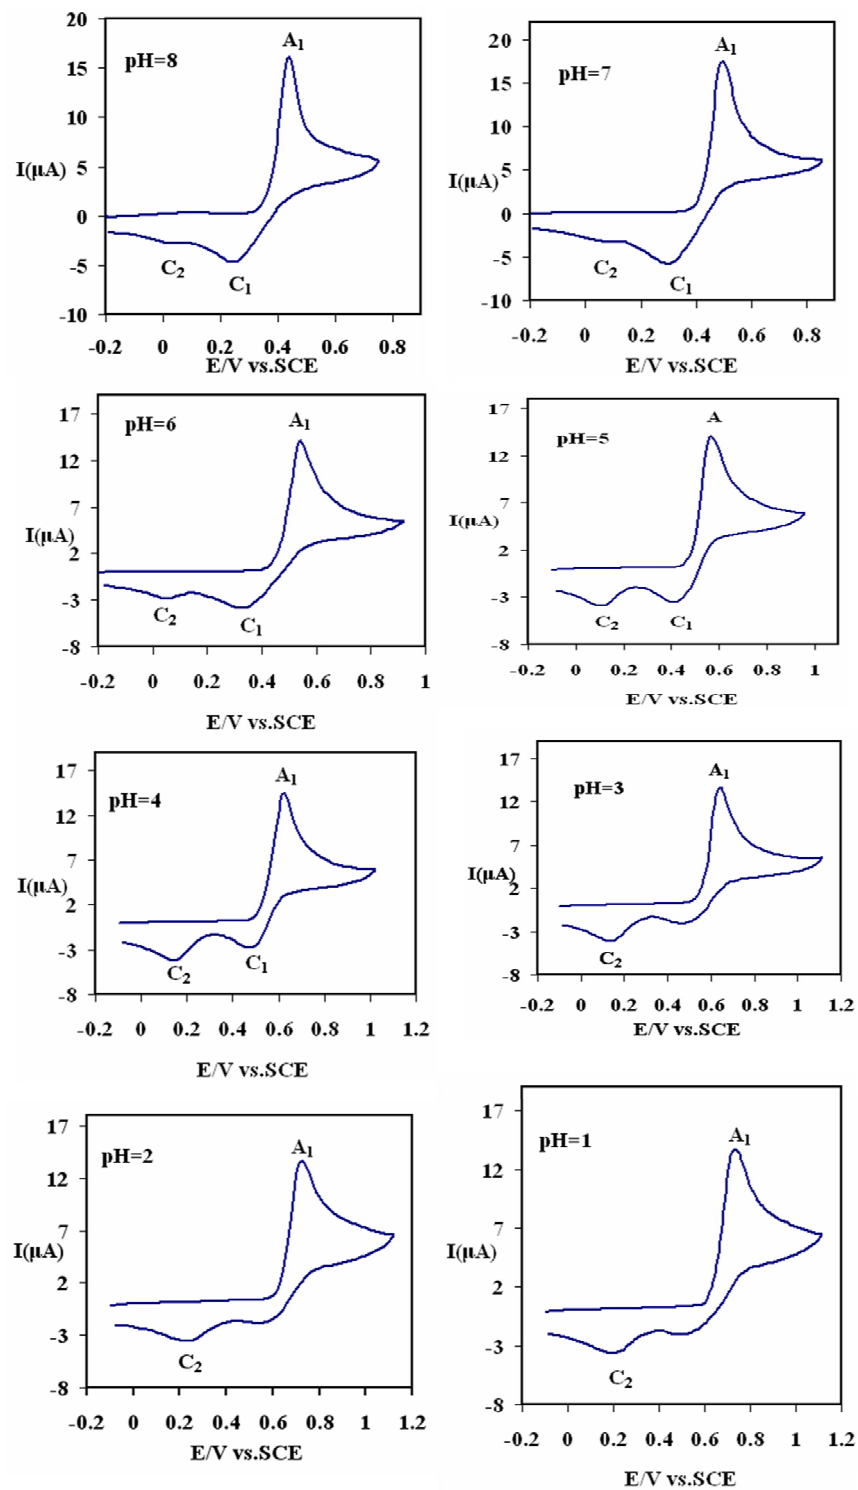 20
15
10
5
0
-5
-10
I(μA)
pH=8
A₁
C₂
C₁
-0.2 0 0.2 0.4 0.6 0.8
E/V vs.SCE
20
15
10
5
0
-5
-10
I(μA)
pH=7
A₁
C₂
C₁
-0.2 0 0.2 0.4 0.6 0.8
E/V vs.SCE
17
12
7
2
-3
-8
I(μA)
pH=6
A₁
C₂
C₁
-0.2 0 0.2 0.4 0.6 0.8 1
E/V vs.SCE
17
12
7
2
-3
-8
I(μA)
pH=5
A
C₂
C₁
-0.2 0 0.2 0.4 0.6 0.8 1
E/V vs.SCE
17
12
7
2
-3
-8
I(μA)
pH=4
A₁
C₂
C₁
-0.2 0 0.2 0.4 0.6 0.8 1 1.2
E/V vs.SCE
17
12
7
2
-3
-8
I(μA)
pH=3
A₁
C₂
-0.2 0 0.2 0.4 0.6 0.8 1 1.2
E/V vs.SCE
17
12
7
2
-3
-8
I(μA)
pH=2
A₁
C₂
-0.2 0 0.2 0.4 0.6 0.8 1 1.2
E/V vs.SCE
17
12
7
2
-3
-8
I(μA)
pH=1
A₁
C₂
-0.2 0 0.2 0.4 0.6 0.8 1 1.2
E/V vs.SCE